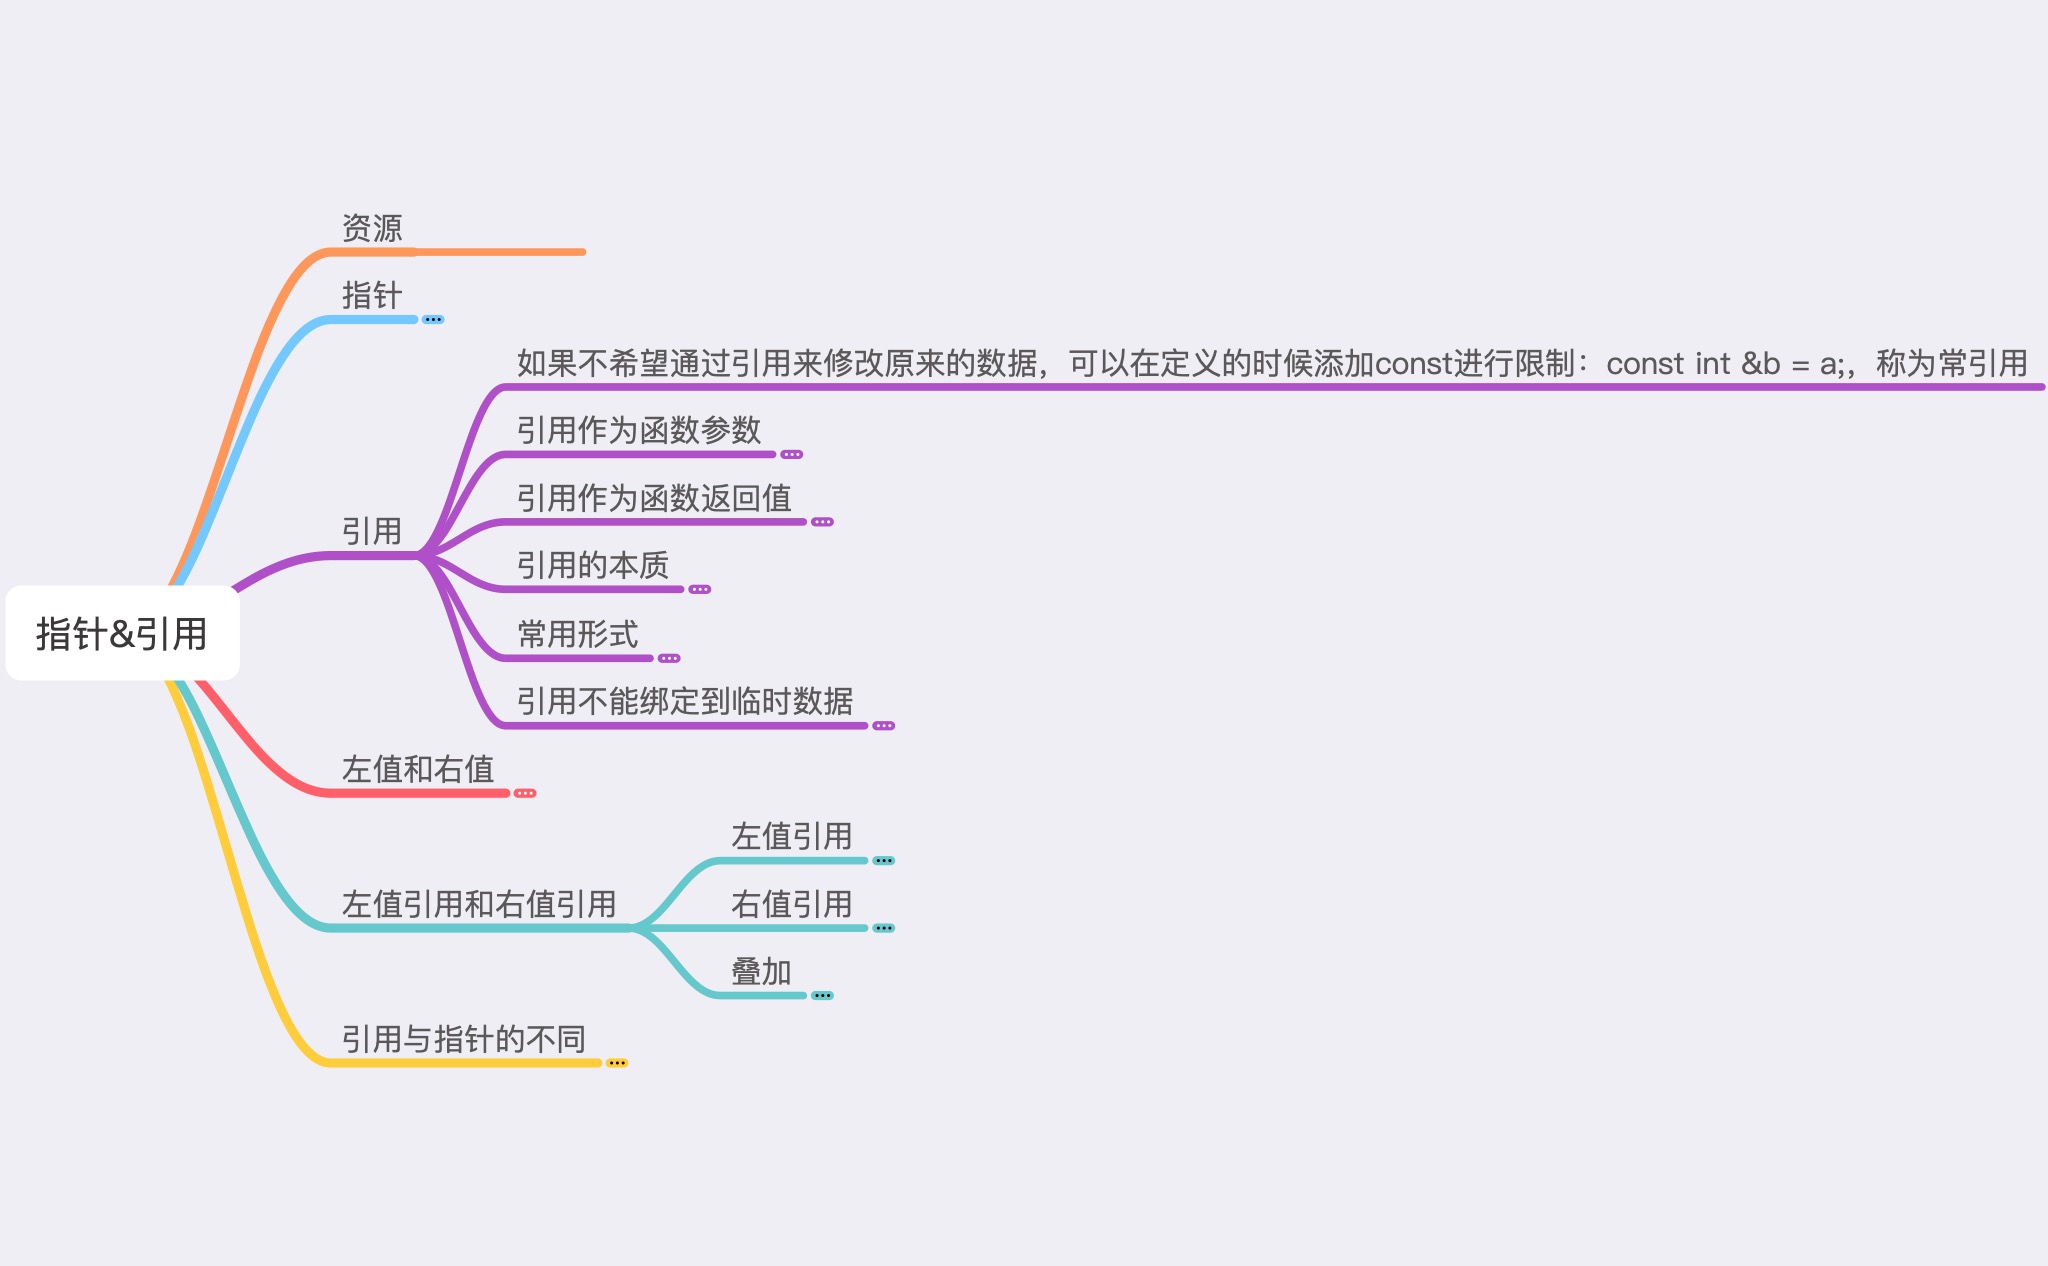 资源
指针
如果不希望通过引用来修改原来的数据，可以在定义的时候添加const进行限制：const int &b = a;，称为常引用
引用作为函数参数
引用作为函数返回值
引用
引用的本质
指针&引用
常用形式
引用不能绑定到临时数据
左值和右值
左值引用
左值引用和右值引用
右值引用
叠加
引用与指针的不同